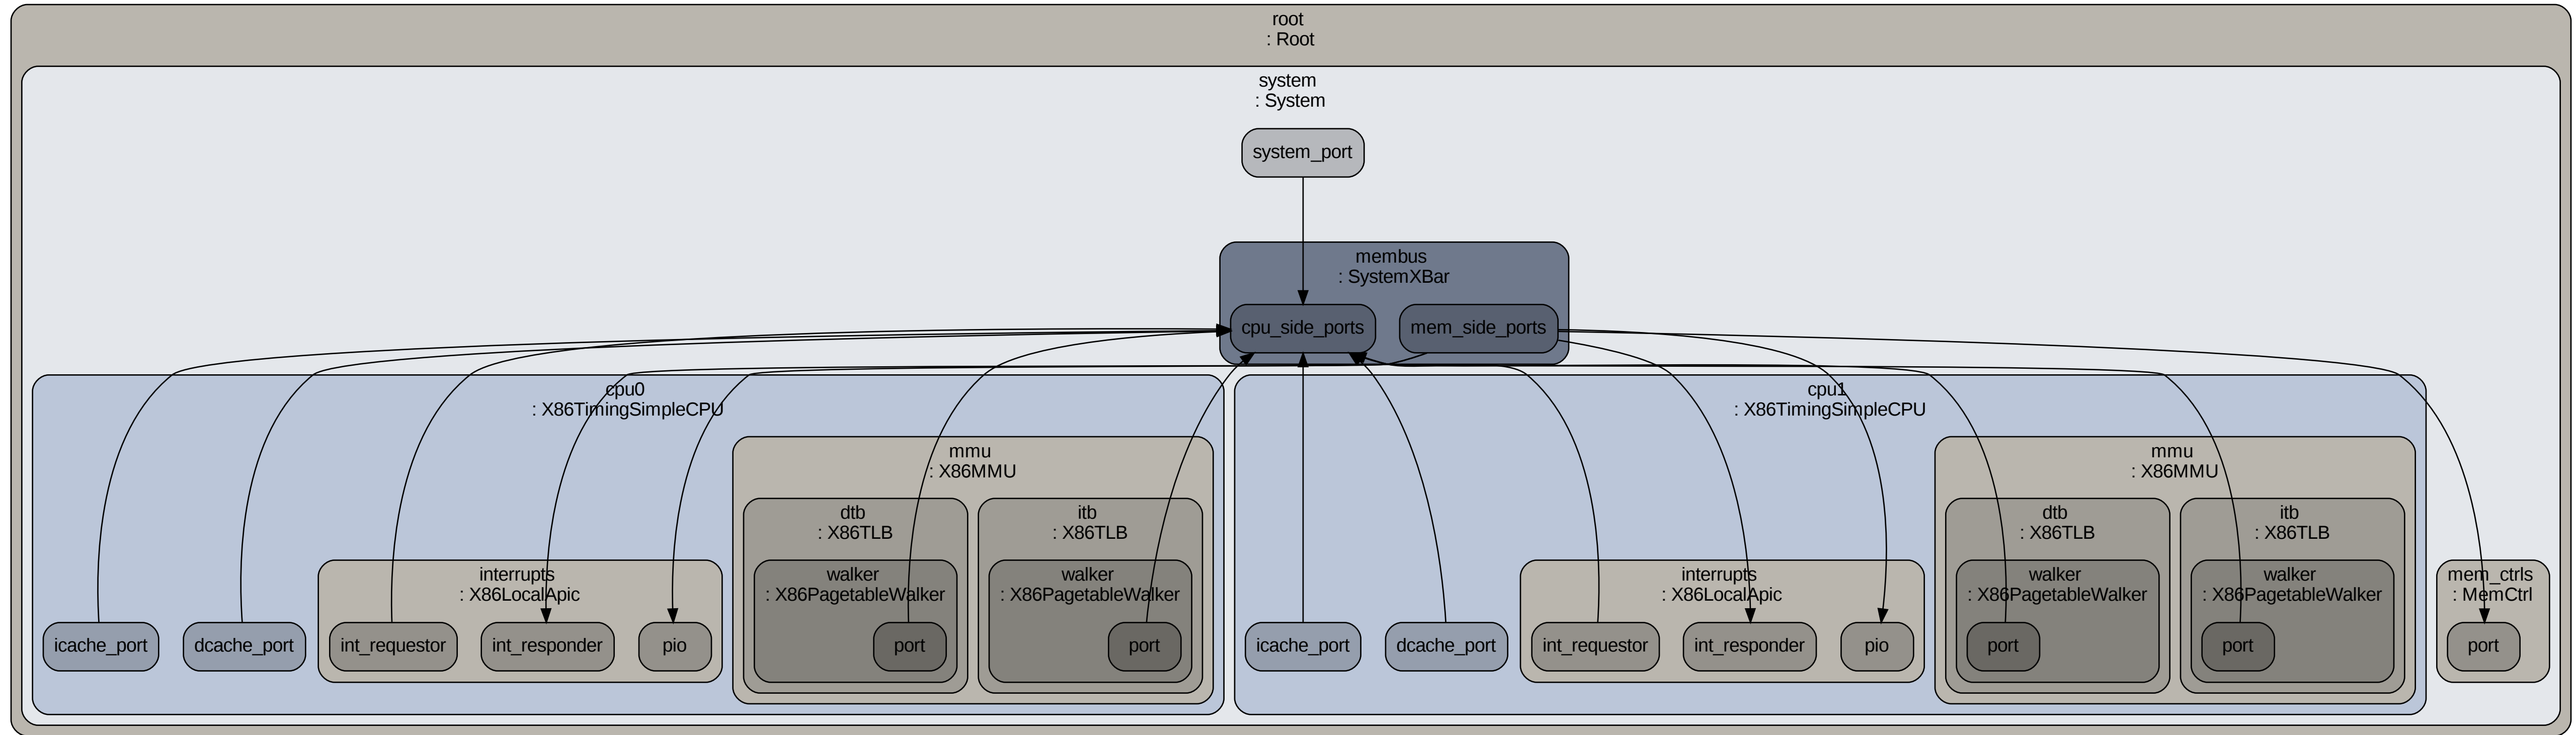 root
: Root
system
: System
system_port
membus
: SystemXBar
cpu_side_ports
mem_side_ports
cpu0
: X86TimingSimpleCPU
icache_port
dcache_port
interrupts
: X86LocalApic
int_requestor
int_responder
pio
mmu
: X86MMU
dtb
: X86TLB
walker
: X86PagetableWalker
port
itb
: X86TLB
walker
: X86PagetableWalker
port
cpu1
: X86TimingSimpleCPU
icache_port
dcache_port
interrupts
: X86LocalApic
int_requestor
int_responder
pio
mmu
: X86MMU
dtb
: X86TLB
walker
: X86PagetableWalker
port
itb
: X86TLB
walker
: X86PagetableWalker
port
mem_ctrls
: MemCtrl
port